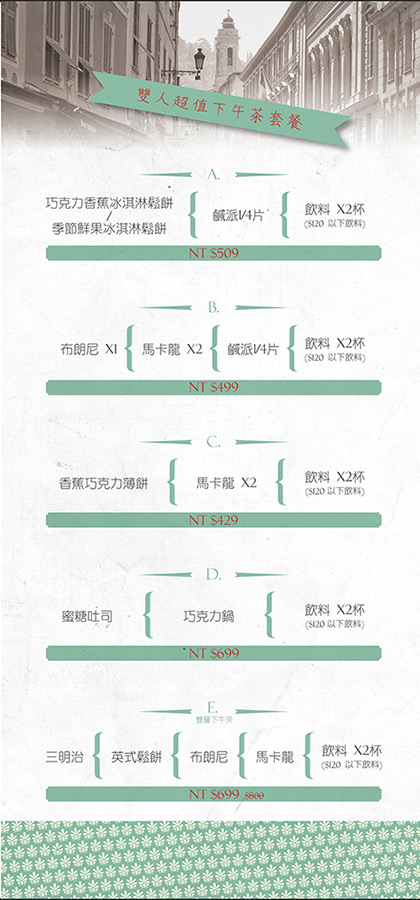 雙人超值下午茶套餐
A.
巧克力香蕉冰淇淋鬆餅
/
季節鮮果冰淇淋鬆餅
鹹派1/4片
飲料 X2杯
($120 以下飲料)
NT $509
B.
布朗尼 X1
馬卡龍 X2
鹹派1/4片
飲料 X2杯
($120 以下飲料)
NT $499
C.
香蕉巧克力薄餅
馬卡龍 X2
飲料 X2杯
($120 以下飲料)
NT $429
D.
蜜糖吐司
巧克力鍋
飲料 X2杯
($120 以下飲料)
NT $699
E.
雙層下午茶
三明治
英式鬆餅
布朗尼
馬卡龍
飲料 X2杯
($120 以下飲料)
NT $699 $800